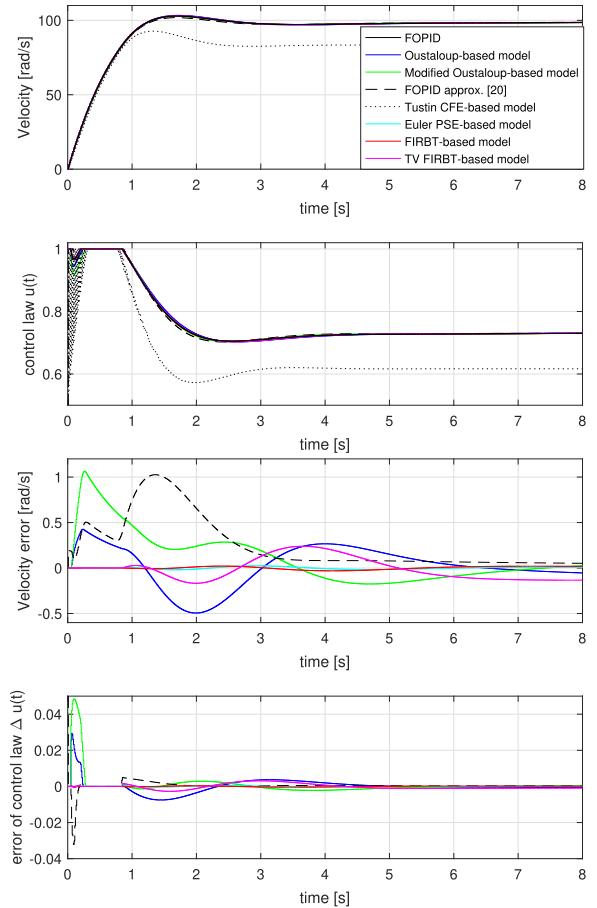 100
50
0
Velocity [rad/s]
FOPID
Oustaloup-based model
Modified Oustaloup-based model
FOPID approx. [20]
Tustin CFE-based model
Euler PSE-based model
FIRBT-based model
TV FIRBT-based model
0 1 2 3 4 5 6 7 8
time [s]
1
0.8
0.6
control law u(t)
0 1 2 3 4 5 6 7 8
time [s]
1
0.5
0
-0.5
Velocity error [rad/s]
0 1 2 3 4 5 6 7 8
time [s]
0.04
0.02
0
-0.02
-0.04
error of control law Δ u(t)
0 1 2 3 4 5 6 7 8
time [s]